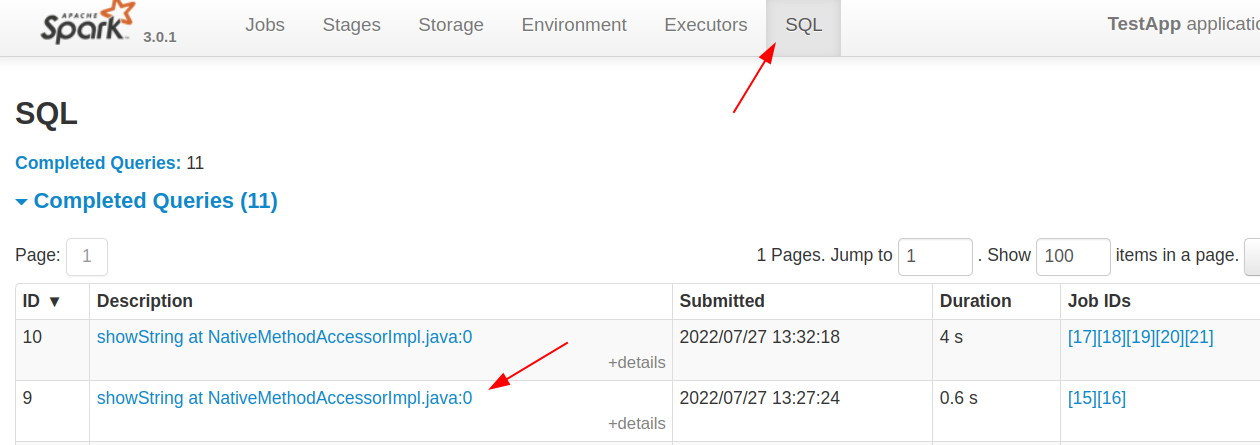 APACHE
Spark 3.0.1 Jobs Stages Storage Environment Executors SQL TestApp applicatio
SQL
Completed Queries: 11
Completed Queries (11)
Page: 1 1 Pages. Jump to 1 . Show 100 items in a page.
ID ▼ Description Submitted Duration Job IDs
10 showString at NativeMethodAccessorImpl.java:0 2022/07/27 13:32:18 4 s [17][18][19][20][21]
+details
9 showString at NativeMethodAccessorImpl.java:0 2022/07/27 13:27:24 0.6 s [15][16]
+details